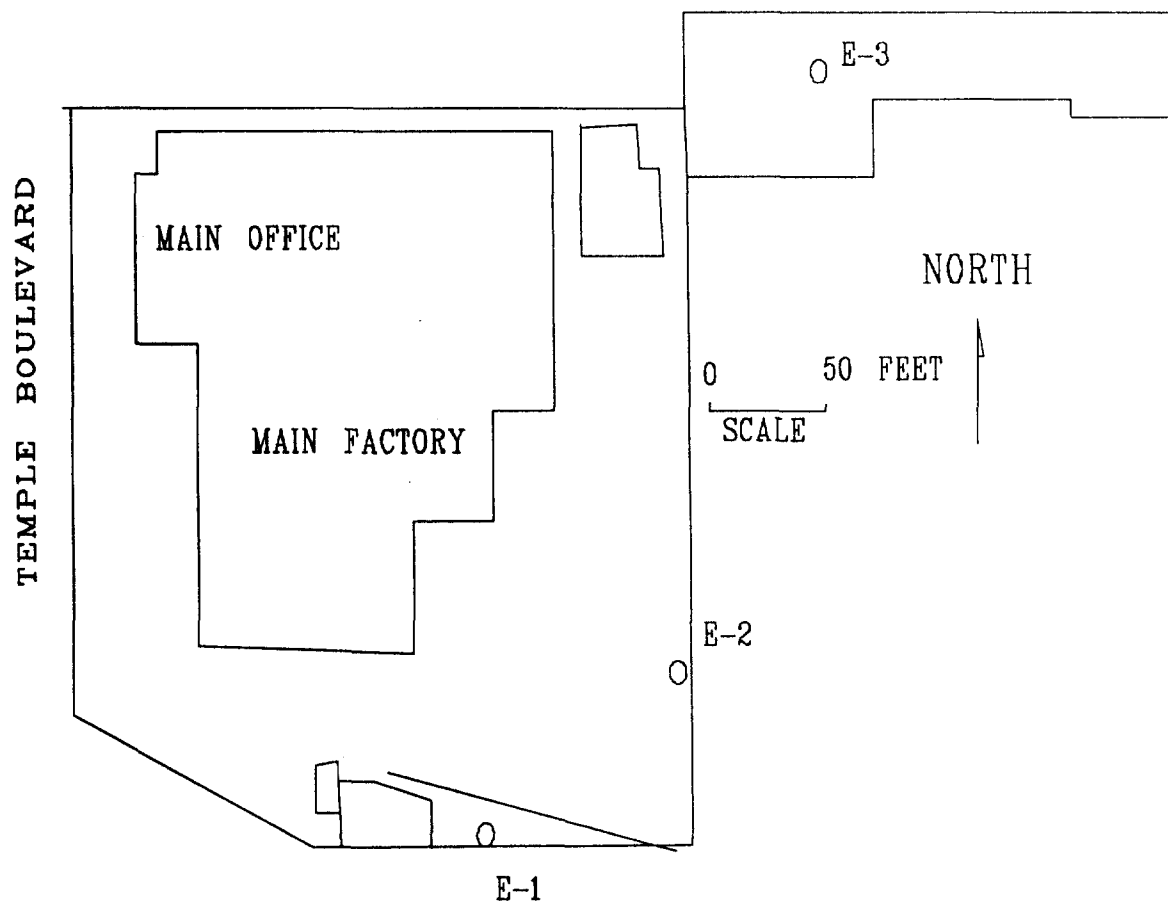 E-3
MAIN OFFICE
TEMPLE BOULEVARD
NORTH
0 50 FEET
SCALE
MAIN FACTORY
E-2
E-1